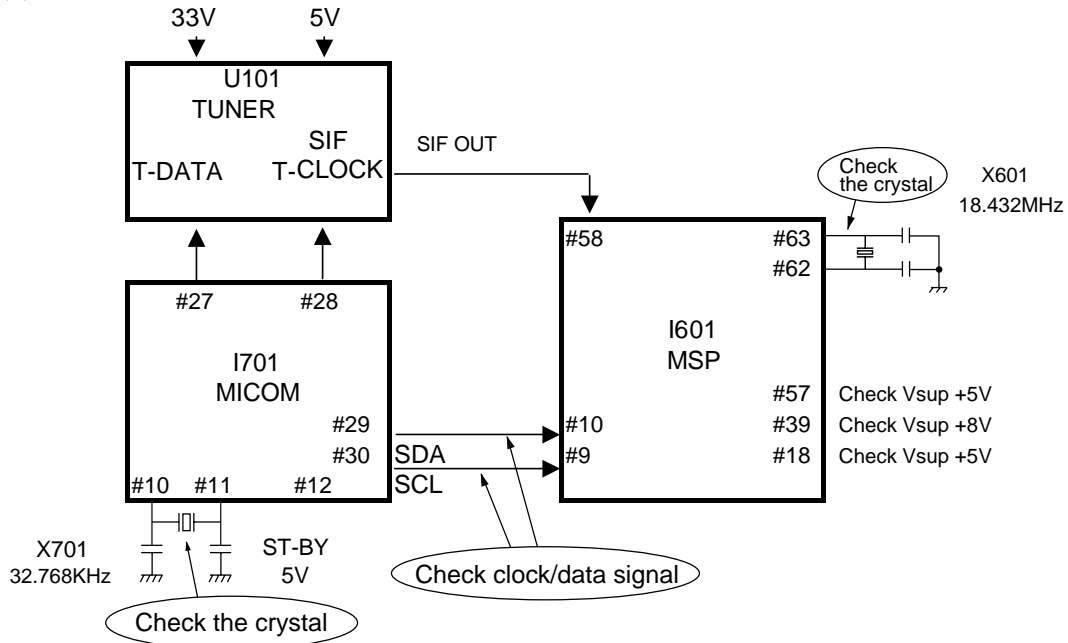 33V
5V
U101
TUNER
SIF
T-DATA
T-CLOCK
SIF OUT
Check
the crystal
X601
18.432MHz
#58
#63
#62
#27
#28
I701
MICOM
I601
MSP
#57
Check Vsup +5V
#29
#10
#39
Check Vsup +8V
#30
SDA
#9
#18
Check Vsup +5V
SCL
#10
#11
#12
X701
32.768KHz
ST-BY
5V
Check clock/data signal
Check the crystal